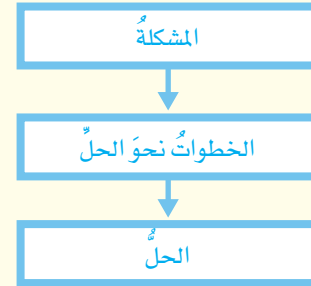 المشكلةُ
الخطواتُ نحوَ الحلِّ
الحلُّ